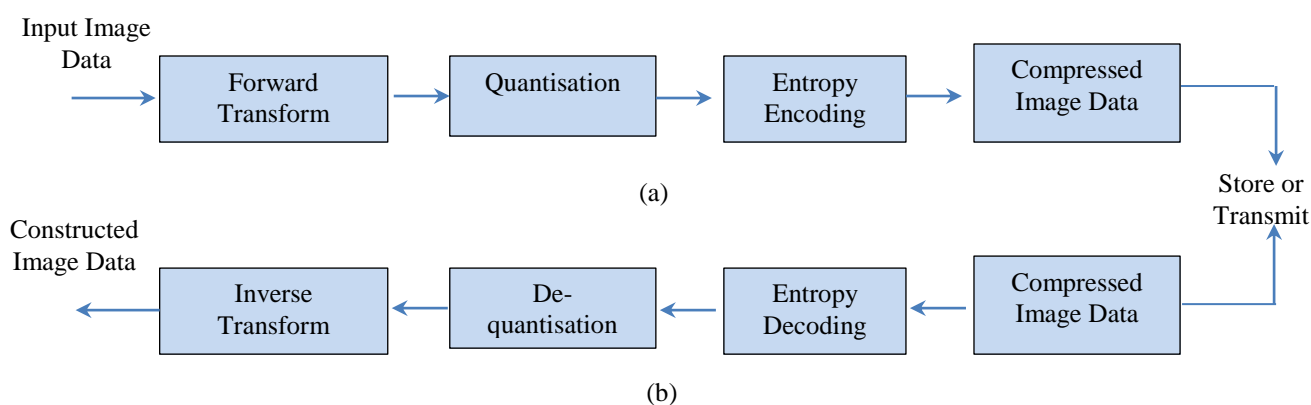 Input Image
Data
Forward
Transform
Quantisation
Entropy
Encoding
Compressed
Image Data
(a)
Store or
Transmit
Constructed
Image Data
Inverse
Transform
De-
quantisation
Entropy
Decoding
Compressed
Image Data
(b)